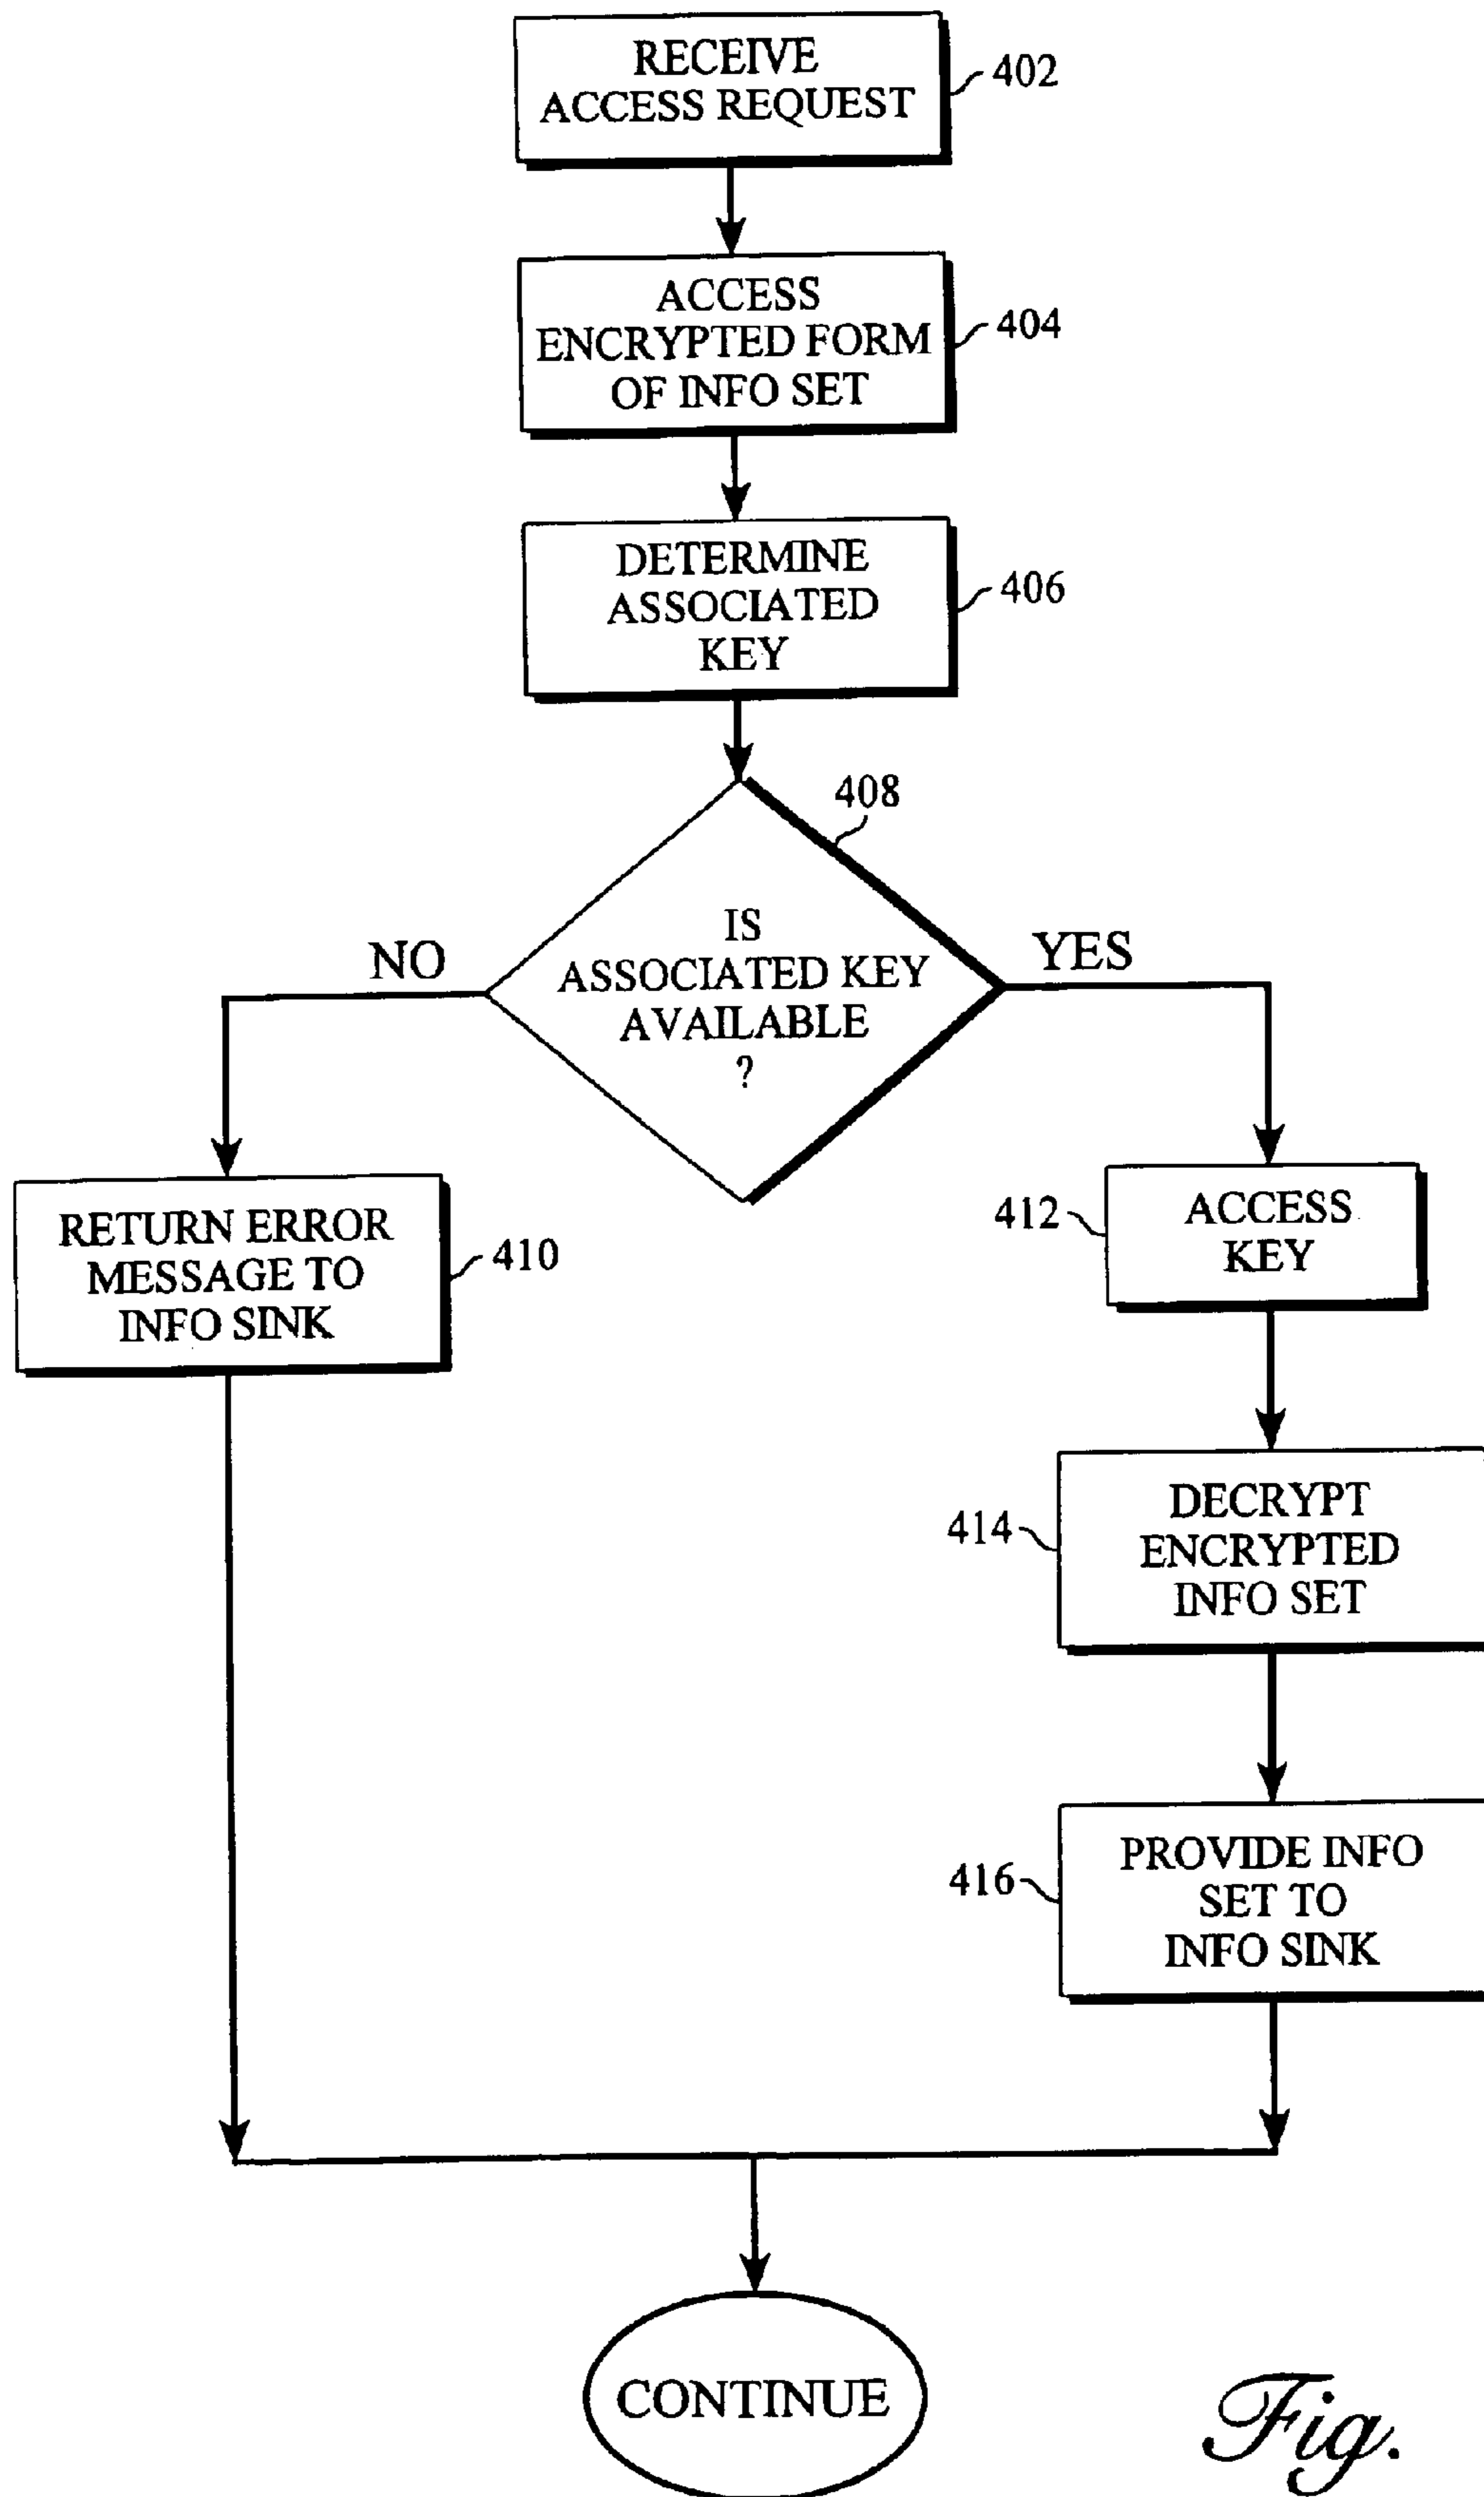 RECEIVE
ACCESS REQUEST
402
ACCESS
ENCRYPTED FORM
OF INFO SET
404
DETERMINE
ASSOCIATED
KEY
406
408
IS
ASSOCIATED KEY
AVAILABLE
?
NO
YES
RETURN ERROR
MESSAGE TO
INFO SINK
410
412
ACCESS
KEY
414
DECRYPT
ENCRYPTED
INFO SET
416
PROVIDE INFO
SET TO
INFO SINK
CONTINUE
Fig.